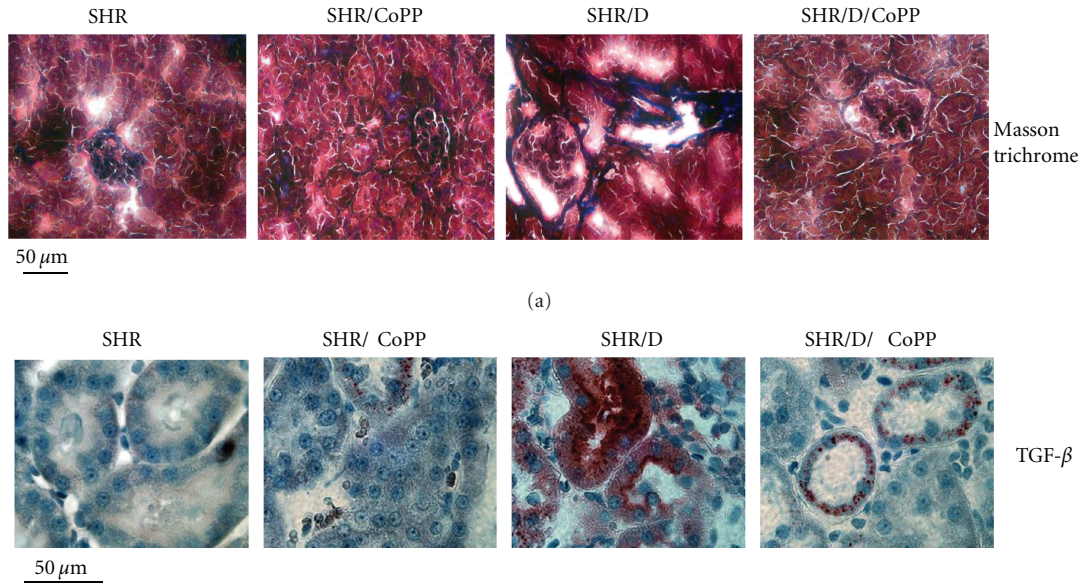 SHR SHR/CoPP SHR/D SHR/D/CoPP
Masson
trichrome
50 µm
(a)
SHR SHR/ CoPP SHR/D SHR/D/ CoPP
TGF-β
50 µm